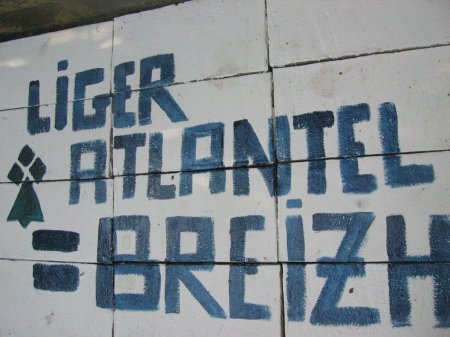 LiGER
ATLANTEL
= BREiZH